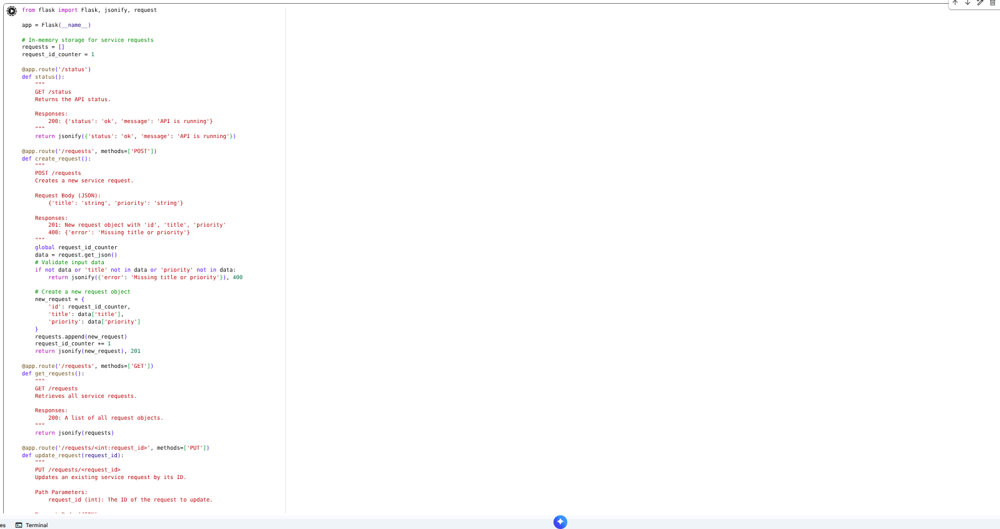 from flask import Flask, jsonify, request
app = Flask(__name__)
# In-memory storage for service requests
requests = []
request_id_counter = 1
@app.route('/status')
def status():
    """
    GET /status
    Returns the API status.
    Responses:
        200: {'status': 'ok', 'message': 'API is running'}
    """
    return jsonify({'status': 'ok', 'message': 'API is running'})
@app.route('/requests', methods=['POST'])
def create_request():
    """
    POST /requests
    Creates a new service request.
    Request Body (JSON):
        {'title': 'string', 'priority': 'string'}
    Responses:
        201: New request object with 'id', 'title', 'priority'
        400: {'error': 'Missing title or priority'}
    """
    global request_id_counter
    data = request.get_json()
    # Validate input data
    if not data or 'title' not in data or 'priority' not in data:
        return jsonify({'error': 'Missing title or priority'}), 400
    # Create a new request object
    new_request = {
        'id': request_id_counter,
        'title': data['title'],
        'priority': data['priority']
    }
    requests.append(new_request)
    request_id_counter += 1
    return jsonify(new_request), 201
@app.route('/requests', methods=['GET'])
def get_requests():
    """
    GET /requests
    Retrieves all service requests.
    Responses:
        200: A list of all request objects.
    """
    return jsonify(requests)
@app.route('/requests/<int:request_id>', methods=['PUT'])
def update_request(request_id):
    """
    PUT /requests/<request_id>
    Updates an existing service request by its ID.
    Path Parameters:
        request_id (int): The ID of the request to update.
es
Terminal